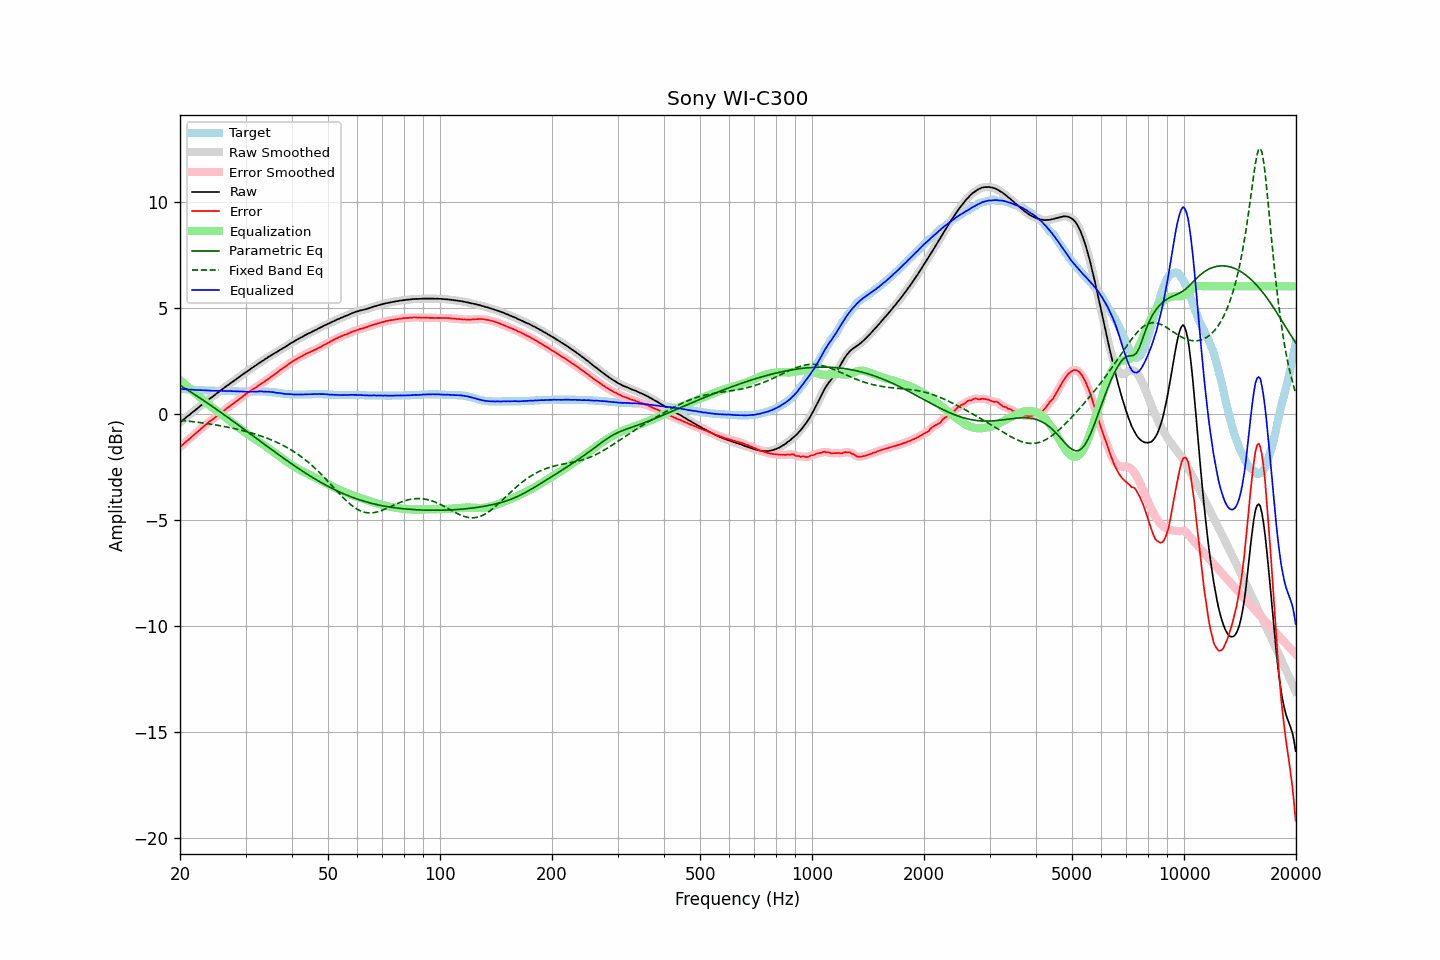 Sony WI-C300
Target
Raw Smoothed
Error Smoothed
Raw
Error
Equalization
Parametric Eq
Fixed Band Eq
Equalized
Amplitude (dBr)
10
5
0
−5
−10
−15
−20
20
50
100
200
500
1000
2000
5000
10000
20000
Frequency (Hz)